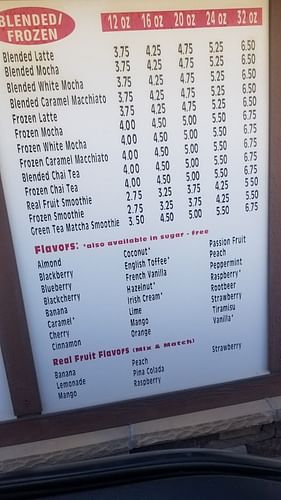 BLENDED/
FROZEN 12 oz 16 oz 20 oz 24 oz 32 oz
Blended Latte 3.75 4.25 4.75 5.25 6.50
Blended Mocha 3.75 4.25 4.75 5.25 6.50
Blended White Mocha 3.75 4.25 4.75 5.25 6.50
Blended Caramel Macchiato 3.75 4.25 4.75 5.25 6.50
Frozen Latte 3.75 4.25 4.75 5.25 6.50
Frozen Mocha 4.00 4.50 5.00 5.50 6.75
Frozen White Mocha 4.00 4.50 5.00 5.50 6.75
Frozen Caramel Macchiato 4.00 4.50 5.00 5.50 6.75
Blended Chai Tea 4.00 4.50 5.00 5.50 6.75
Frozen Chai Tea 4.00 4.50 5.00 5.50 6.75
Real Fruit Smoothie 2.75 3.25 3.75 4.25 5.50
Frozen Smoothie 2.75 3.25 3.75 4.25 5.50
Green Tea Matcha Smoothie 3.50 4.50 5.00 5.50 6.75
Flavors: *also available in sugar - free
Almond
Blackberry
Blueberry
Blackcherry
Banana
Caramel*
Cherry
Cinnamon
Coconut*
English Toffee*
French Vanilla
Hazelnut*
Irish Cream*
Lime
Mango
Orange
Passion Fruit
Peach
Peppermint
Raspberry*
Rootbeer
Strawberry
Tiramisu
Vanilla*
Real Fruit Flavors (Mix & Match)
Banana
Lemonade
Mango
Peach
Pina Colada
Raspberry
Strawberry